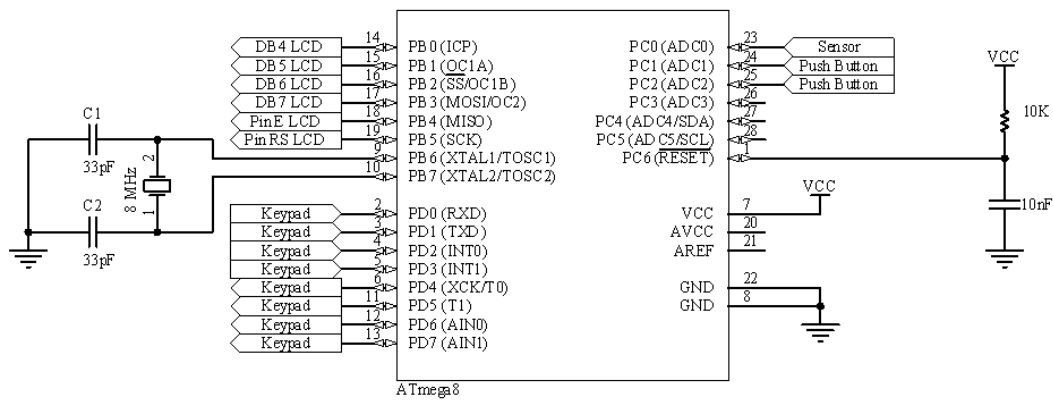 DB4 LCD 14 PB0 (ICP) PC0 (ADC0) 23 Sensor
DB5 LCD 15 PB1 (OC1A) PC1 (ADC1) 24 Push Button
DB6 LCD 16 PB2 (SS/OC1B) PC2 (ADC2) 25 Push Button
DB7 LCD 17 PB3 (MOSI/OC2) PC3 (ADC3) 26
PinE LCD 18 PB4 (MISO) PC4 (ADC4/SDA) 27
PinRS LCD 19 PB5 (SCK) PC5 (ADC5/SCL) 28
9 PB6 (XTAL1/TOSC1) PC6 (RESET) 1
10 PB7 (XTAL2/TOSC2)
VCC
10K
10nF
C1
33pF
2
8 MHz
1
C2
33pF
VCC
Keypad 2 PD0 (RXD) VCC 7
Keypad 3 PD1 (TXD) AVCC 20
Keypad 4 PD2 (INT0) AREF 21
Keypad 5 PD3 (INT1)
Keypad 6 PD4 (XCK/T0) GND 22
Keypad 11 PD5 (T1) GND 8
Keypad 12 PD6 (AIN0)
Keypad 13 PD7 (AIN1)
ATmega8